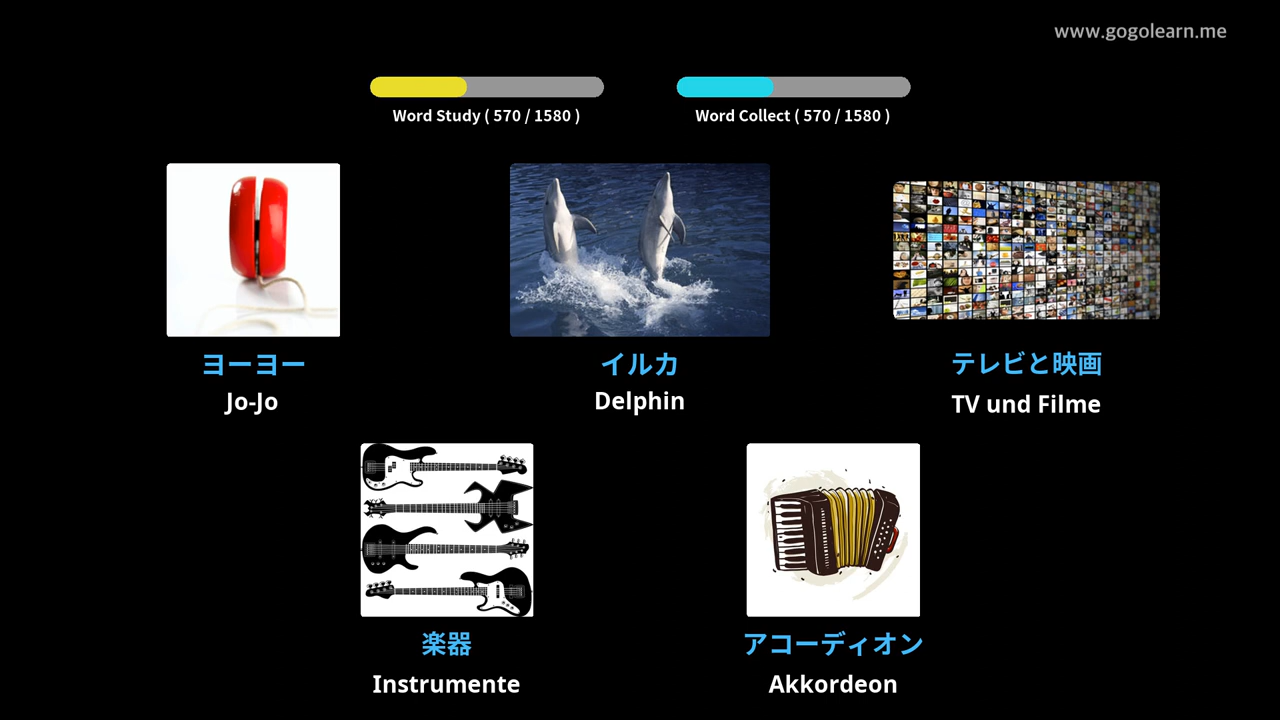 www.gogolearn.me
Word Study ( 570 / 1580 )
Word Collect ( 570 / 1580 )
ヨーヨー
Jo-Jo
イルカ
Delphin
テレビと映画
TV und Filme
楽器
Instrumente
アコーディオン
Akkordeon